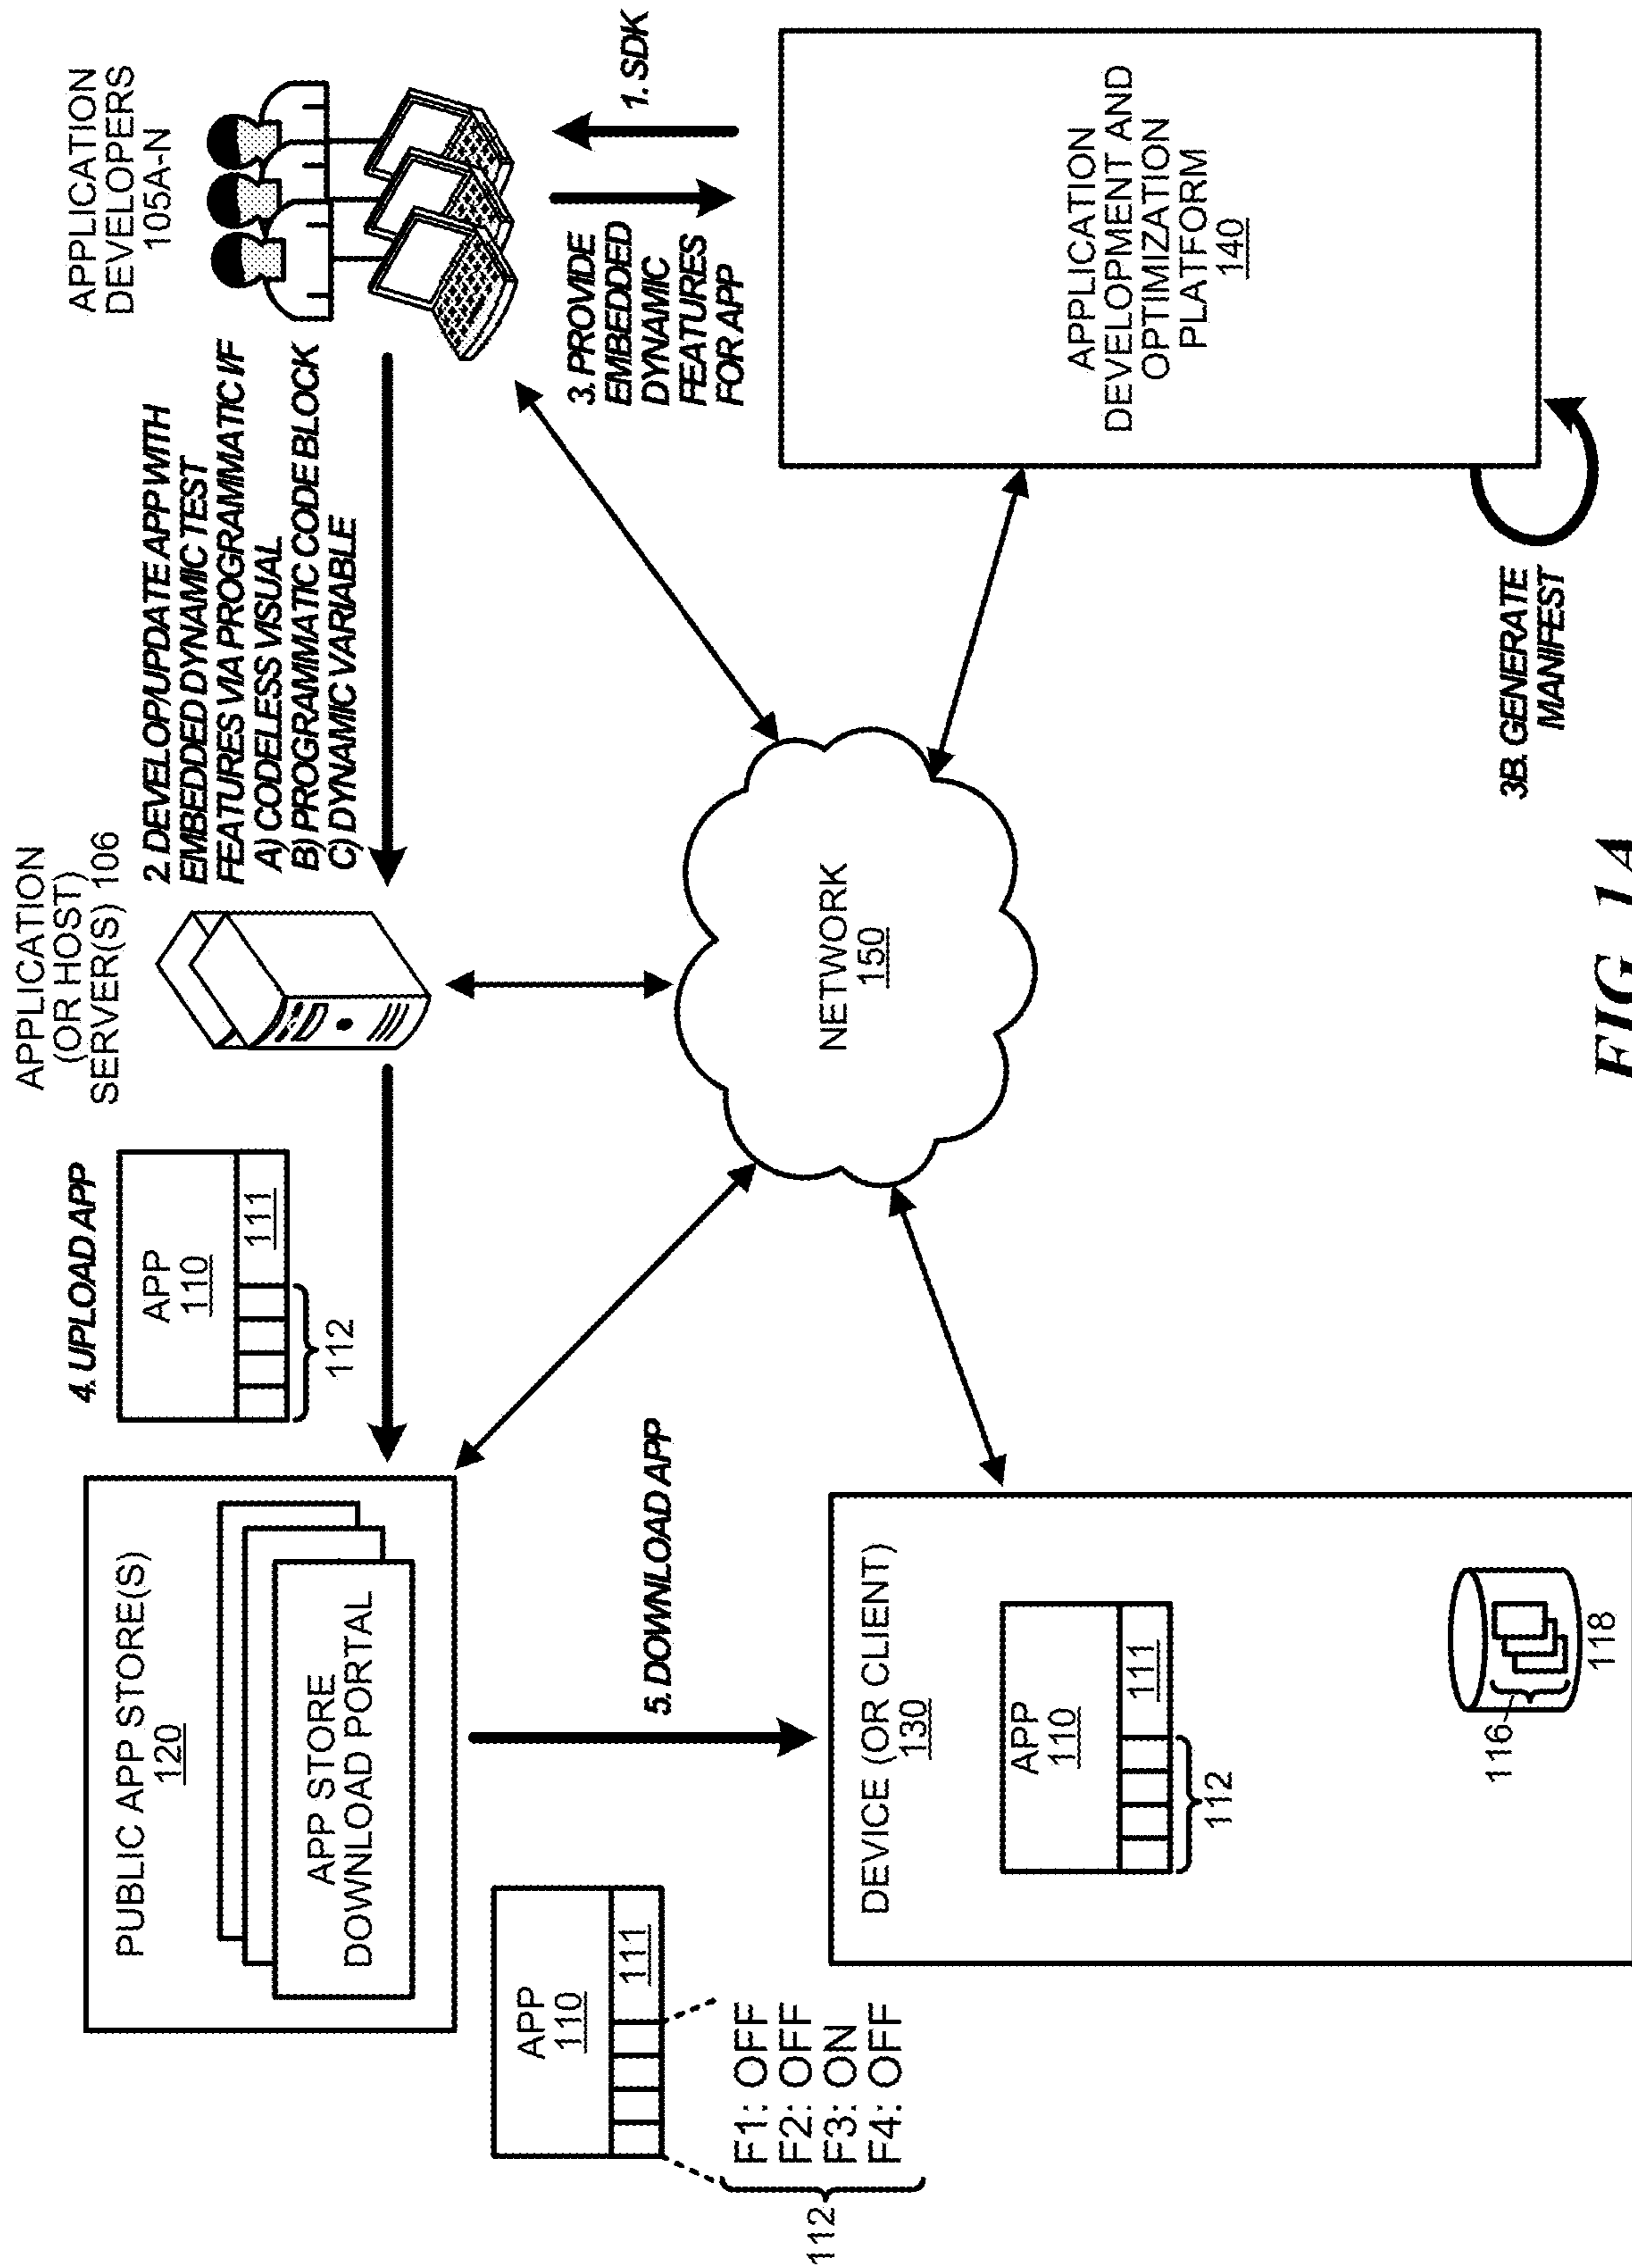 PUBLIC APP STORE(S)
120
APP STORE
DOWNLOAD PORTAL
4. UPLOAD APP
APP
110
111
112
APPLICATION
(OR HOST)
SERVER(S) 106
2. DEVELOP/UPDATE APP WITH
EMBEDDED DYNAMIC TEST
FEATURES VIA PROGRAMMATIC I/F
A) CODELESS VISUAL
B) PROGRAMMATIC CODE BLOCK
C) DYNAMIC VARIABLE
APPLICATION
DEVELOPERS
105A-N
1. SDK
3. PROVIDE
EMBEDDED
DYNAMIC
FEATURES
FOR APP
APP
110
111
F1: OFF
F2: OFF
F3: ON
F4: OFF
112
5. DOWNLOAD APP
NETWORK
150
APPLICATION
DEVELOPMENT AND
OPTIMIZATION
PLATFORM
140
DEVICE (OR CLIENT)
130
APP
110
111
112
116
118
3B. GENERATE
MANIFEST
FIG. 1A